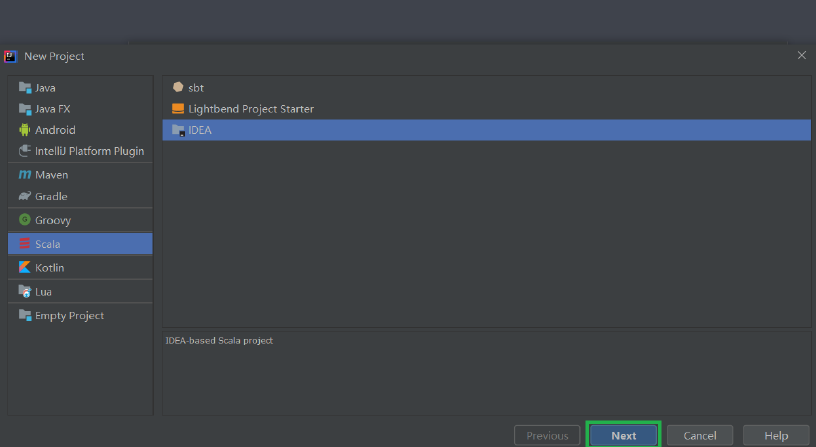 New Project
Java
Java FX
Android
IntelliJ Platform Plugin
Maven
Gradle
Groovy
Scala
Kotlin
Lua
Empty Project
sbt
Lightbend Project Starter
IDEA
IDEA-based Scala project
Previous
Next
Cancel
Help